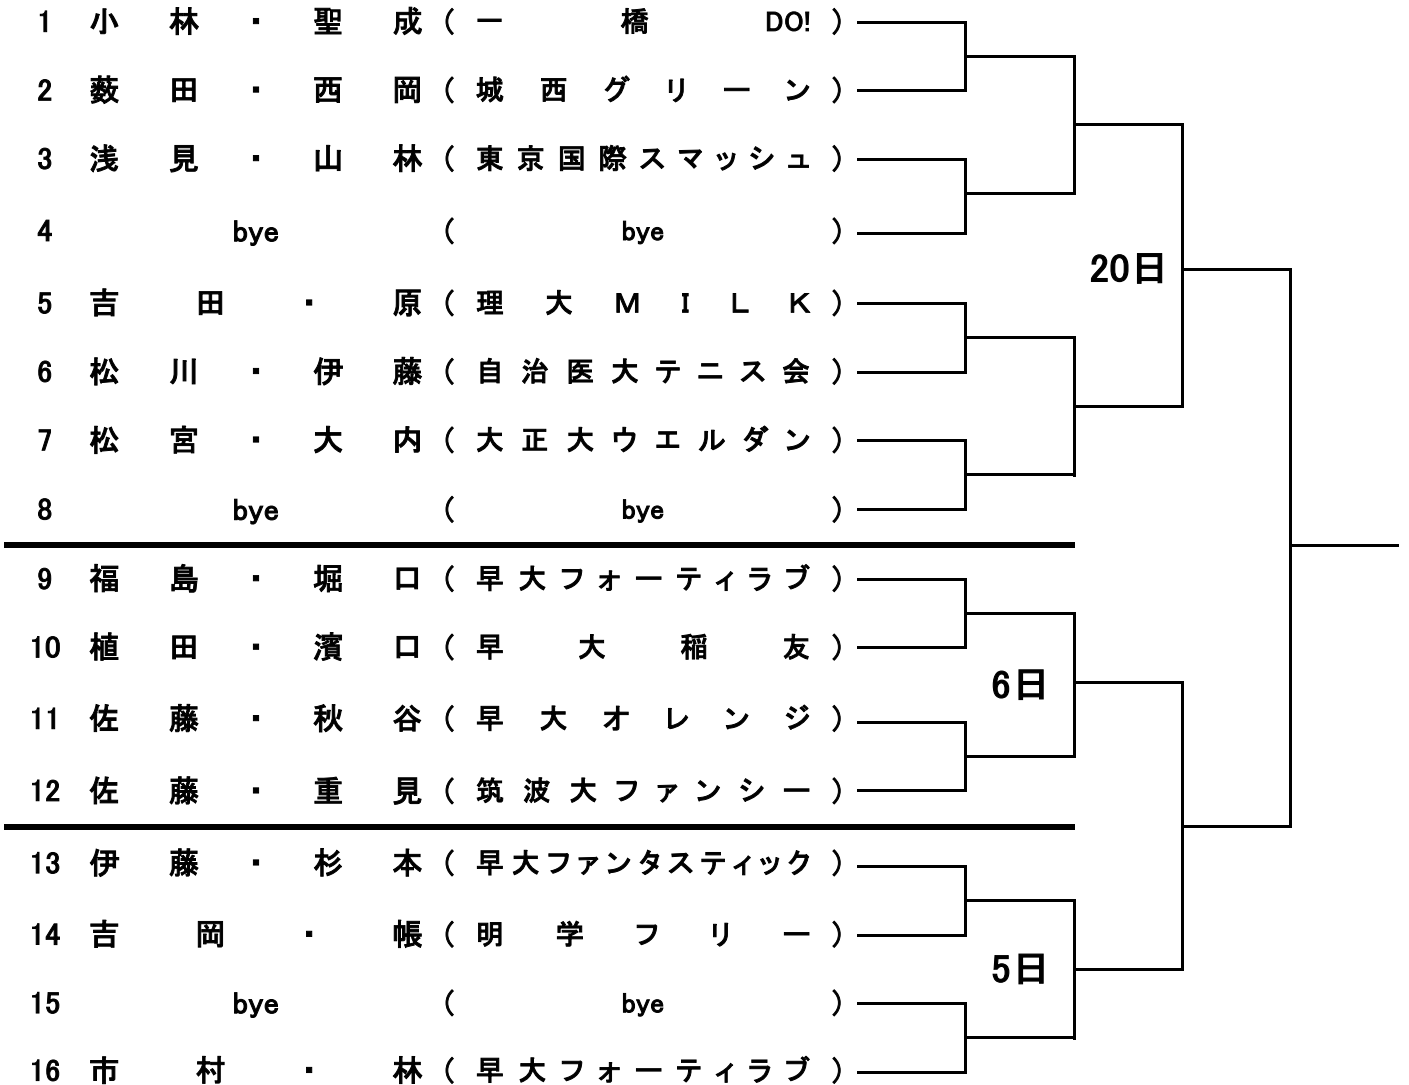 1 小林・聖成 (一橋DO!)
2 薮田・西岡 (城西グリーン)
3 浅見・山林 (東京国際スマッシュ)
4 bye (bye)
20日
5 吉田・原 (理大MILK)
6 松川・伊藤 (自治医大テニス会)
7 松宮・大内 (大正大ウエルダン)
8 bye (bye)
9 福島・堀口 (早大フォーティラブ)
10 植田・濱口 (早大稲友)
6日
11 佐藤・秋谷 (早大オレンジ)
12 佐藤・重見 (筑波大ファンシー)
13 伊藤・杉本 (早大ファンタスティック)
14 吉岡・帳 (明学フリー)
5日
15 bye (bye)
16 市村・林 (早大フォーティラブ)